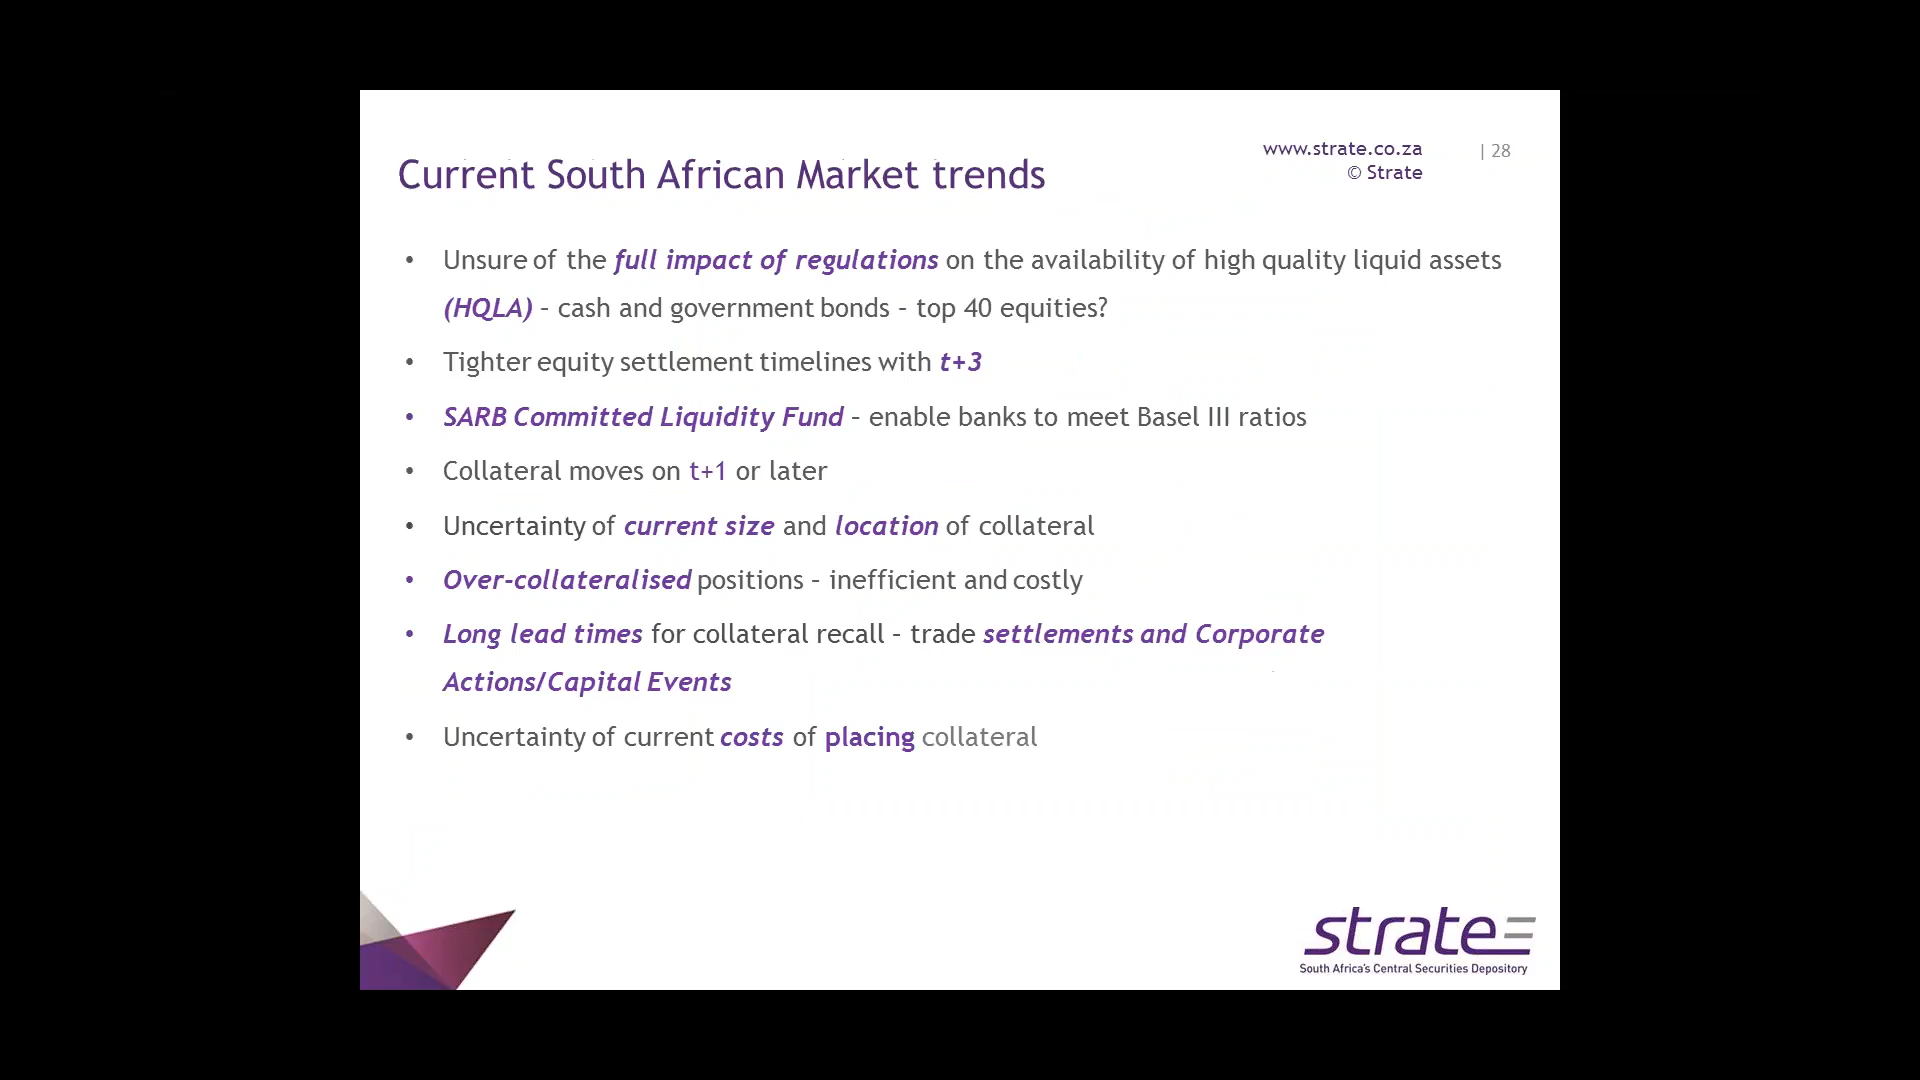 Current South African Market trends
www.strate.co.za
© Strate
| 28
• Unsure of the full impact of regulations on the availability of high quality liquid assets
(HQLA) – cash and government bonds – top 40 equities?
• Tighter equity settlement timelines with t+3
• SARB Committed Liquidity Fund – enable banks to meet Basel III ratios
• Collateral moves on t+1 or later
• Uncertainty of current size and location of collateral
• Over-collateralised positions – inefficient and costly
• Long lead times for collateral recall – trade settlements and Corporate
Actions/Capital Events
• Uncertainty of current costs of placing collateral
strate
South Africa's Central Securities Depository